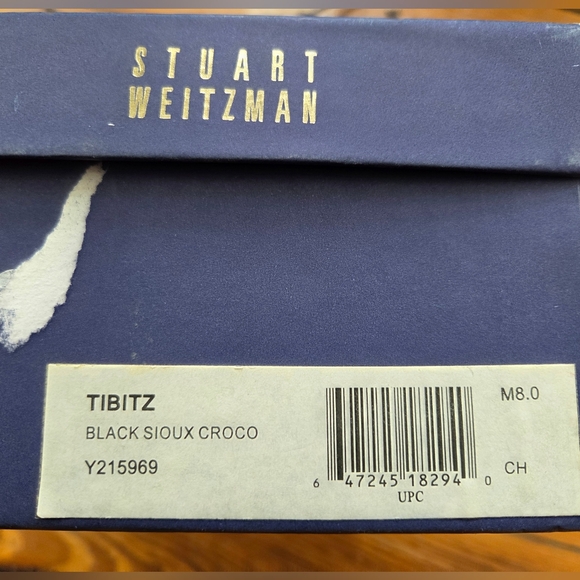 STUART
WEITZMAN
TIBITZ
M8.0
BLACK SIOUX CROCO
Y215969
CH
6 47245 18294 0
UPC